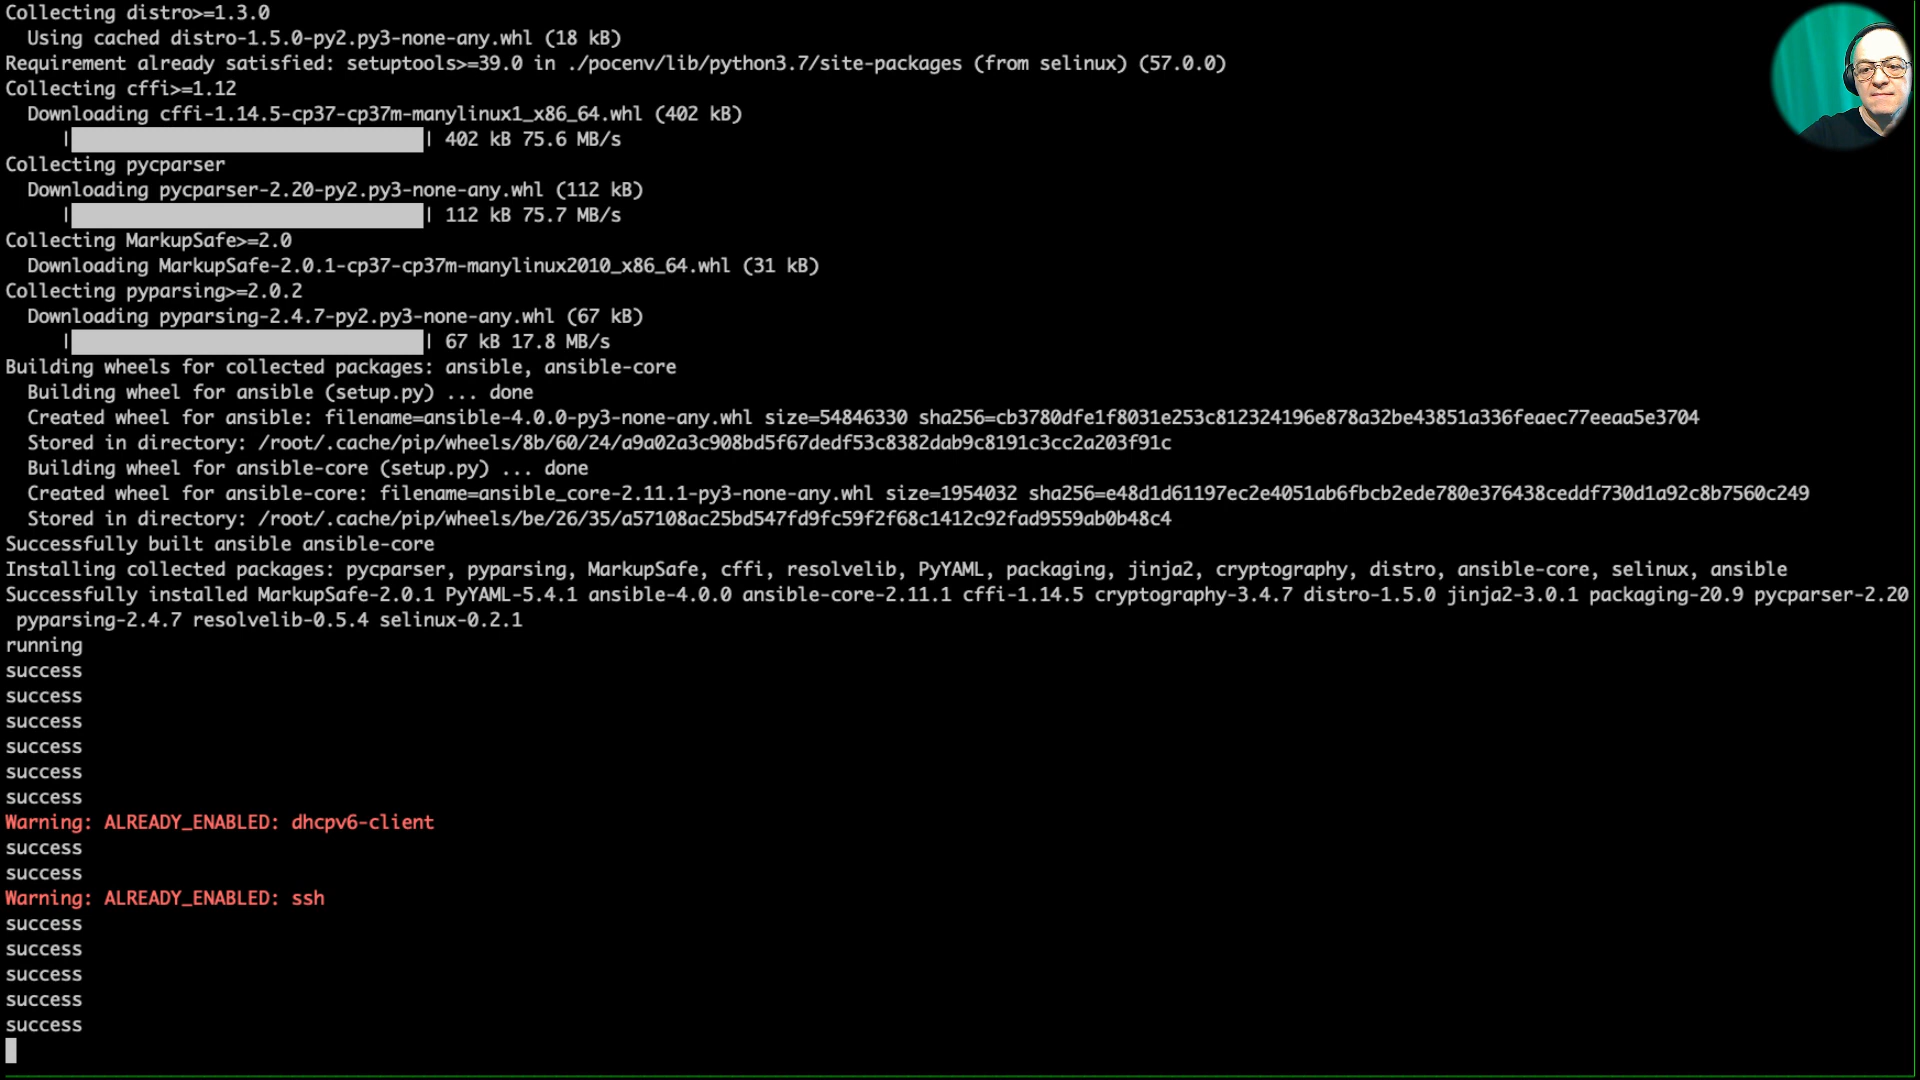 Collecting distro>=1.3.0
  Using cached distro-1.5.0-py2.py3-none-any.whl (18 kB)
Requirement already satisfied: setuptools>=39.0 in ./pocenv/lib/python3.7/site-packages (from selinux) (57.0.0)
Collecting cffi>=1.12
  Downloading cffi-1.14.5-cp37-cp37m-manylinux1_x86_64.whl (402 kB)
     |                                | 402 kB 75.6 MB/s
Collecting pycparser
  Downloading pycparser-2.20-py2.py3-none-any.whl (112 kB)
     |                                | 112 kB 75.7 MB/s
Collecting MarkupSafe>=2.0
  Downloading MarkupSafe-2.0.1-cp37-cp37m-manylinux2010_x86_64.whl (31 kB)
Collecting pyparsing>=2.0.2
  Downloading pyparsing-2.4.7-py2.py3-none-any.whl (67 kB)
     |                                | 67 kB 17.8 MB/s
Building wheels for collected packages: ansible, ansible-core
  Building wheel for ansible (setup.py) ... done
  Created wheel for ansible: filename=ansible-4.0.0-py3-none-any.whl size=54846330 sha256=cb3780dfe1f8031e253c812324196e878a32be43851a336feaec77eeaa5e3704
  Stored in directory: /root/.cache/pip/wheels/8b/60/24/a9a02a3c908bd5f67dedf53c8382dab9c8191c3cc2a203f91c
  Building wheel for ansible-core (setup.py) ... done
  Created wheel for ansible-core: filename=ansible_core-2.11.1-py3-none-any.whl size=1954032 sha256=e48d1d61197ec2e4051ab6fbcb2ede780e376438ceddf730d1a92c8b7560c249
  Stored in directory: /root/.cache/pip/wheels/be/26/35/a57108ac25bd547fd9fc59f2f68c1412c92fad9559ab0b48c4
Successfully built ansible ansible-core
Installing collected packages: pycparser, pyparsing, MarkupSafe, cffi, resolvelib, PyYAML, packaging, jinja2, cryptography, distro, ansible-core, selinux, ansible
Successfully installed MarkupSafe-2.0.1 PyYAML-5.4.1 ansible-4.0.0 ansible-core-2.11.1 cffi-1.14.5 cryptography-3.4.7 distro-1.5.0 jinja2-3.0.1 packaging-20.9 pycparser-2.20
 pyparsing-2.4.7 resolvelib-0.5.4 selinux-0.2.1
running
success
success
success
success
success
success
Warning: ALREADY_ENABLED: dhcpv6-client
success
success
Warning: ALREADY_ENABLED: ssh
success
success
success
success
success